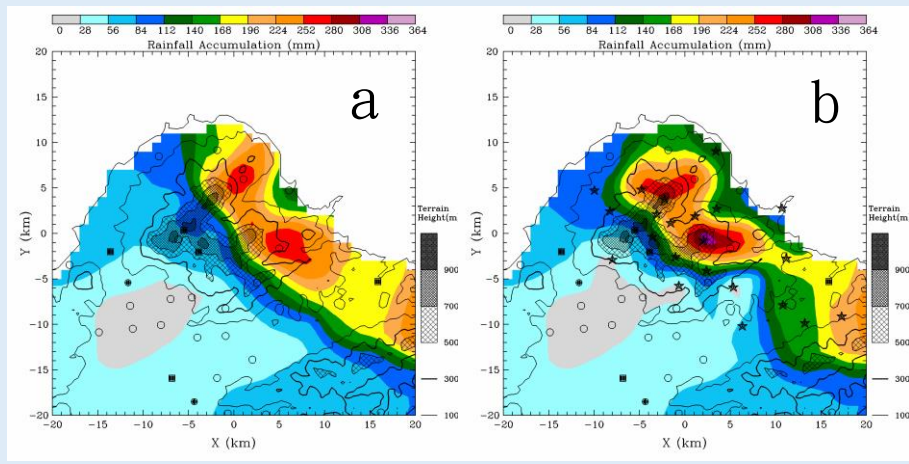 0 28 56 84 112 140 168 196 224 252 280 308 336 364
Rainfall Accumulation (mm)
a
20
15
10
5
0
-5
-10
-15
-20
Y (km)
-20 -15 -10 -5 0 5 10 15 20
X (km)
Terrain
Height(m
900
700
500
300
100
0 28 56 84 112 140 168 196 224 252 280 308 336 364
Rainfall Accumulation (mm)
b
20
15
10
5
0
-5
-10
-15
-20
Y (km)
-20 -15 -10 -5 0 5 10 15 20
X (km)
Terrain
Height(m
900
700
500
300
100